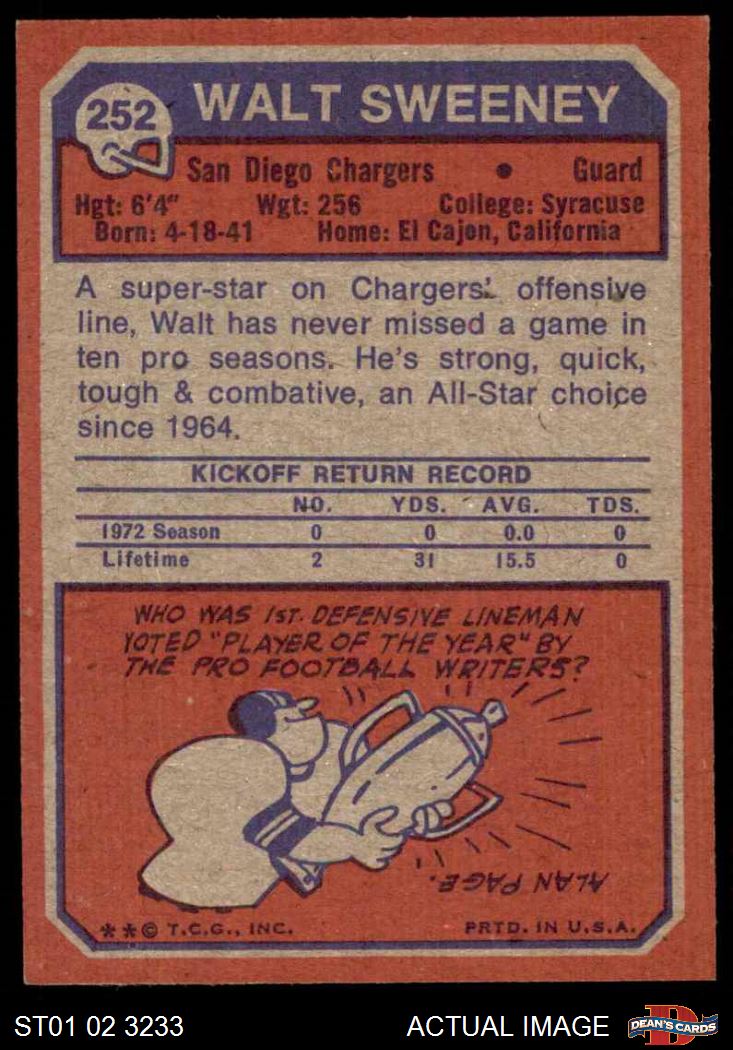 252
WALT SWEENEY
San Diego Chargers • Guard
Hgt: 6'4" Wgt: 256 College: Syracuse
Born: 4-18-41 Home: El Cajon, California
A super-star on Chargers' offensive
line, Walt has never missed a game in
ten pro seasons. He's strong, quick,
tough & combative, an All-Star choice
since 1964.
KICKOFF RETURN RECORD
NO. YDS. AVG. TDS.
1972 Season 0 0 0.0 0
Lifetime 2 31 15.5 0
WHO WAS 1ST. DEFENSIVE LINEMAN
VOTED "PLAYER OF THE YEAR" BY
THE PRO FOOTBALL WRITERS?
ALAN PAGE.
**© T.C.G., INC. PRTD. IN U.S.A.
ST01 02 3233 ACTUAL IMAGE D DEAN'S CARDS